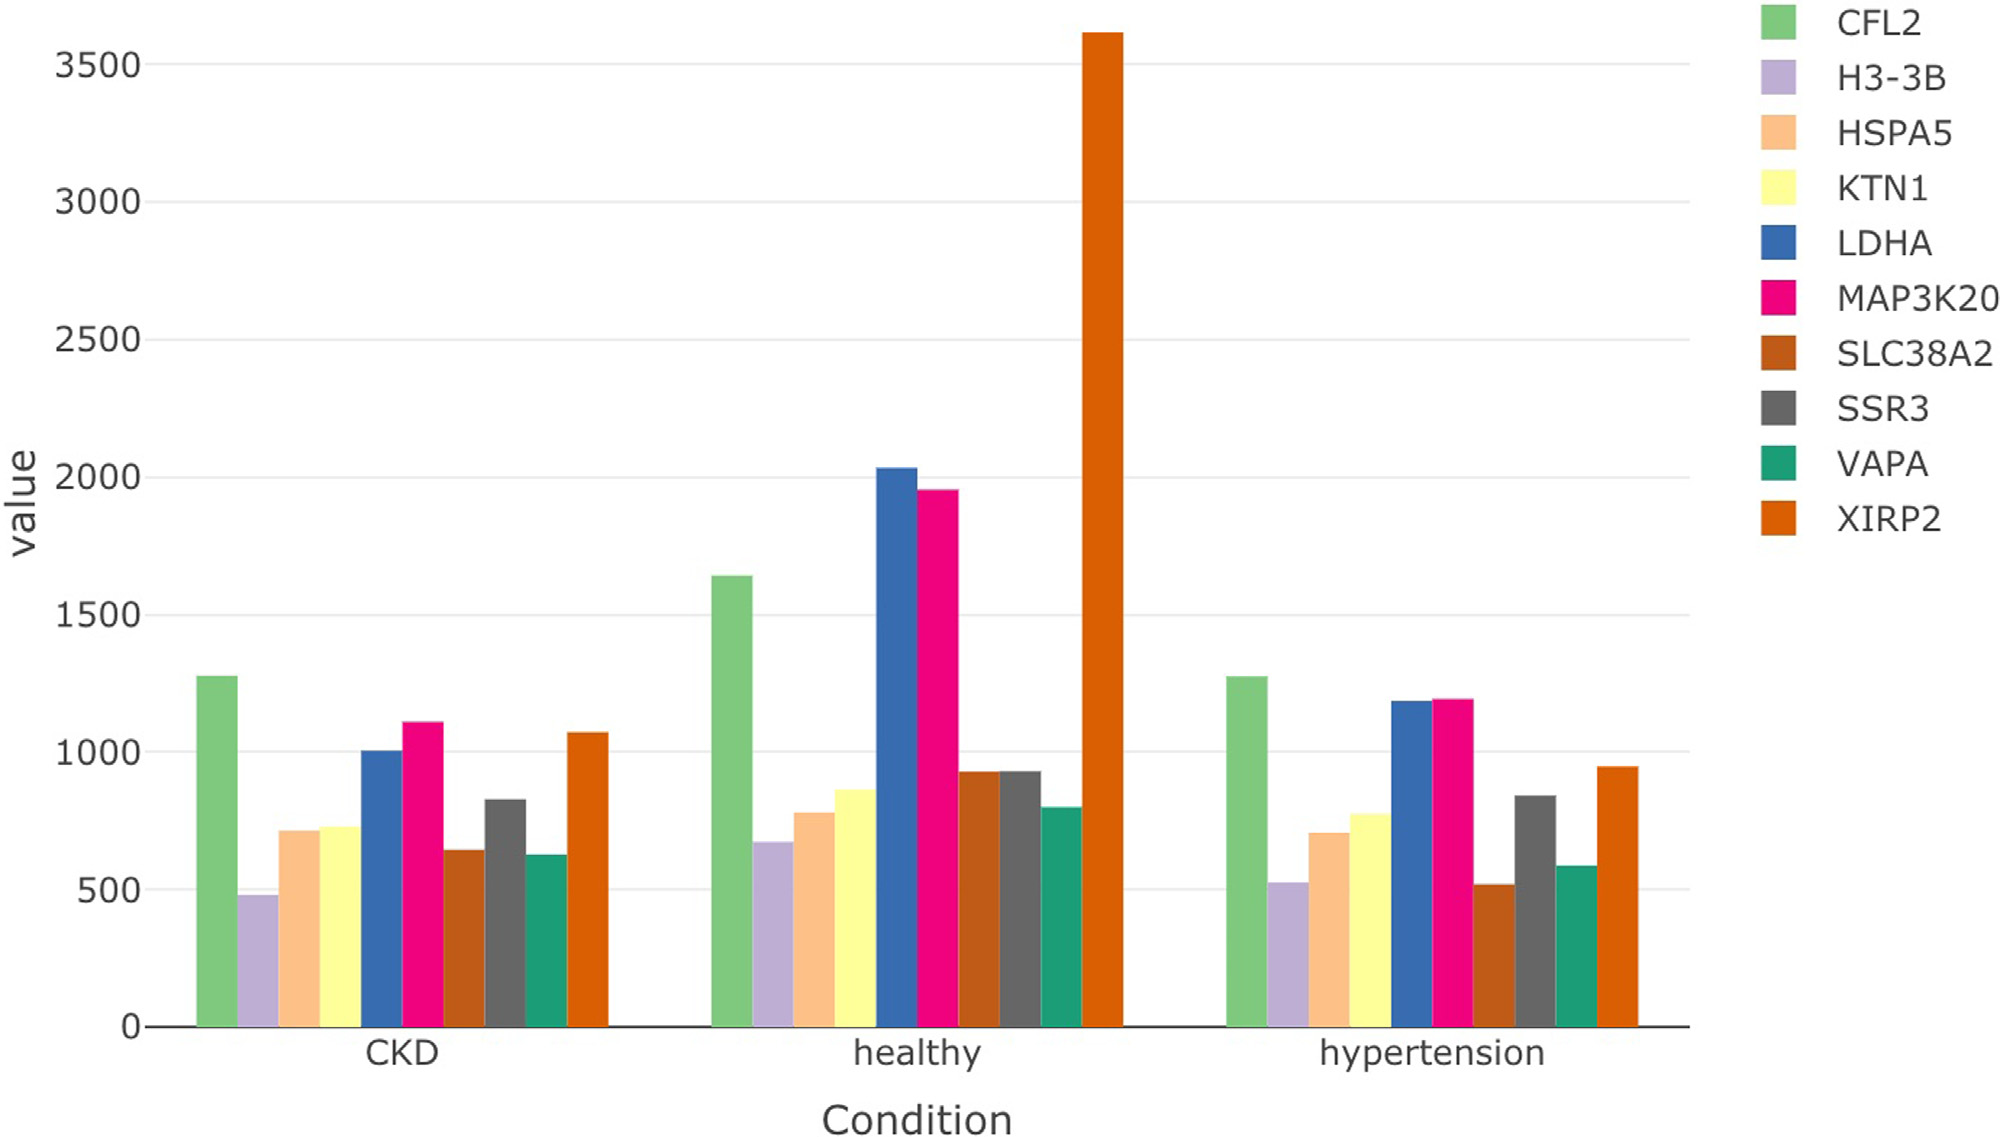 value
3500
3000
2500
2000
1500
1000
500
0
CKD
healthy
hypertension
Condition
CFL2
H3-3B
HSPA5
KTN1
LDHA
MAP3K20
SLC38A2
SSR3
VAPA
XIRP2